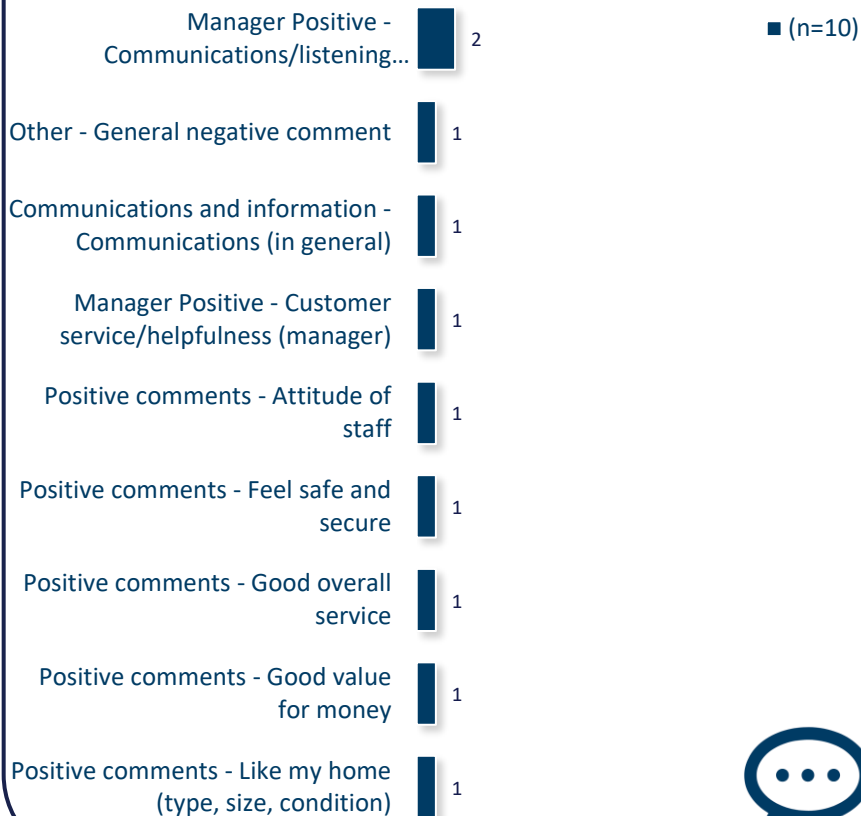 Manager Positive -
Communications/listening…
2
(n=10)
Other - General negative comment
1
Communications and information -
Communications (in general)
1
Manager Positive - Customer
service/helpfulness (manager)
1
Positive comments - Attitude of
staff
1
Positive comments - Feel safe and
secure
1
Positive comments - Good overall
service
1
Positive comments - Good value
for money
1
Positive comments - Like my home
(type, size, condition)
1